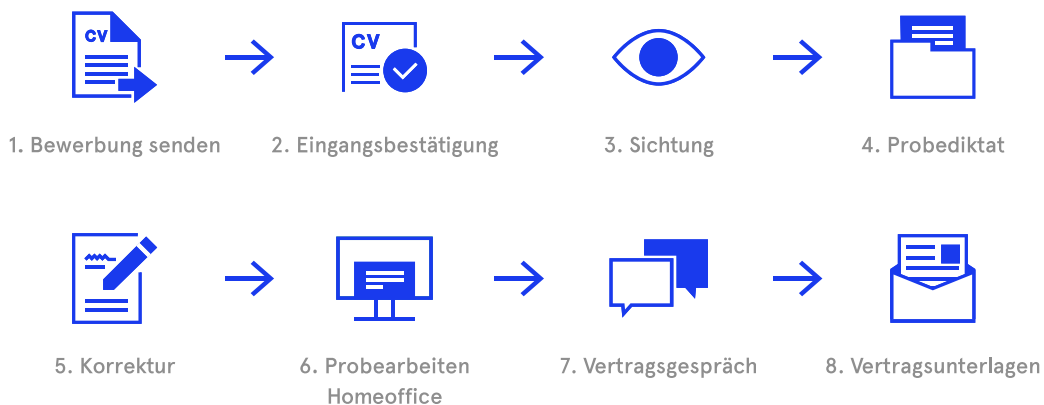 CV
CV
1. Bewerbung senden
2. Eingangsbestätigung
3. Sichtung
4. Probediktat
5. Korrektur
6. Probearbeiten
Homeoffice
7. Vertragsgespräch
8. Vertragsunterlagen